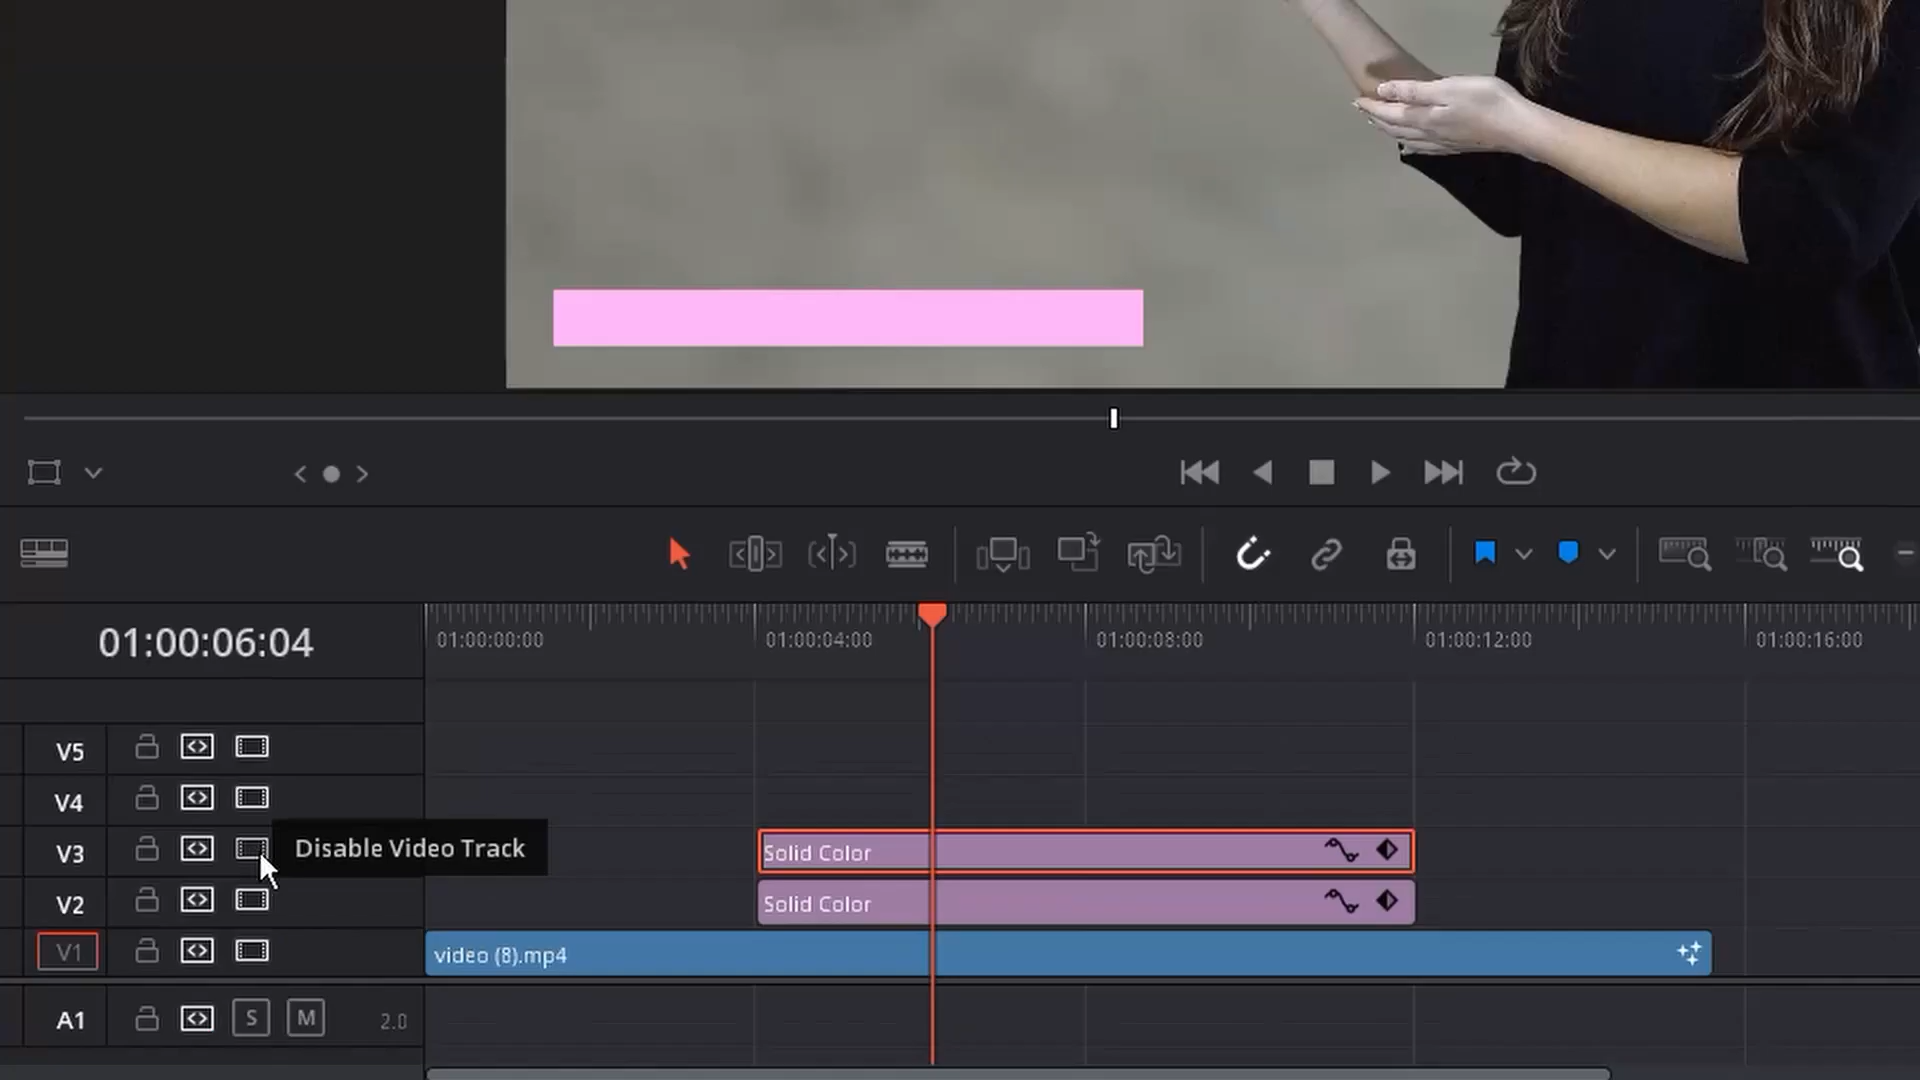 01:00:06:04
01:00:00:00
01:00:04:00
01:00:08:00
01:00:12:00
01:00:16:00
V5
V4
V3
Disable Video Track
Solid Color
V2
Solid Color
V1
video (8).mp4
A1
S
M
2.0